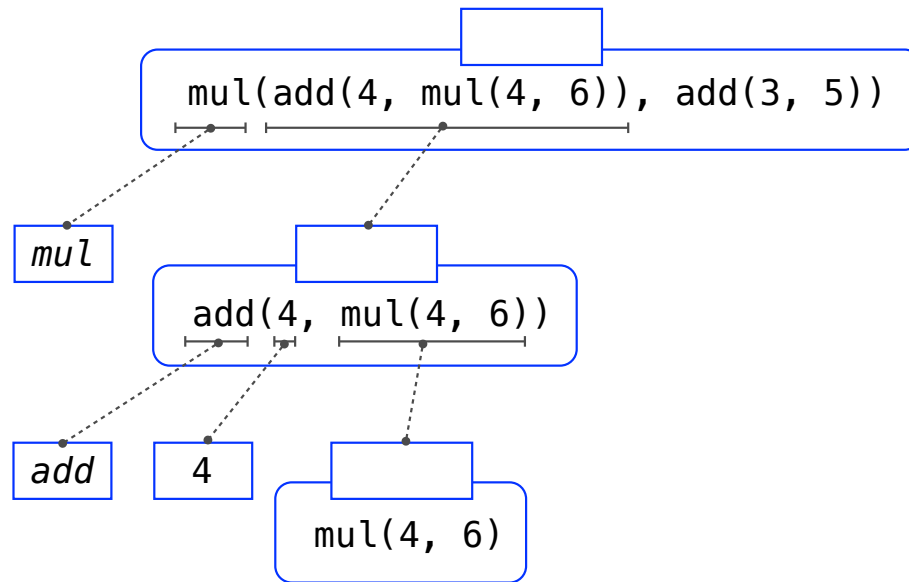 mul(add(4, mul(4, 6)), add(3, 5))
mul
add(4, mul(4, 6))
add
4
mul(4, 6)